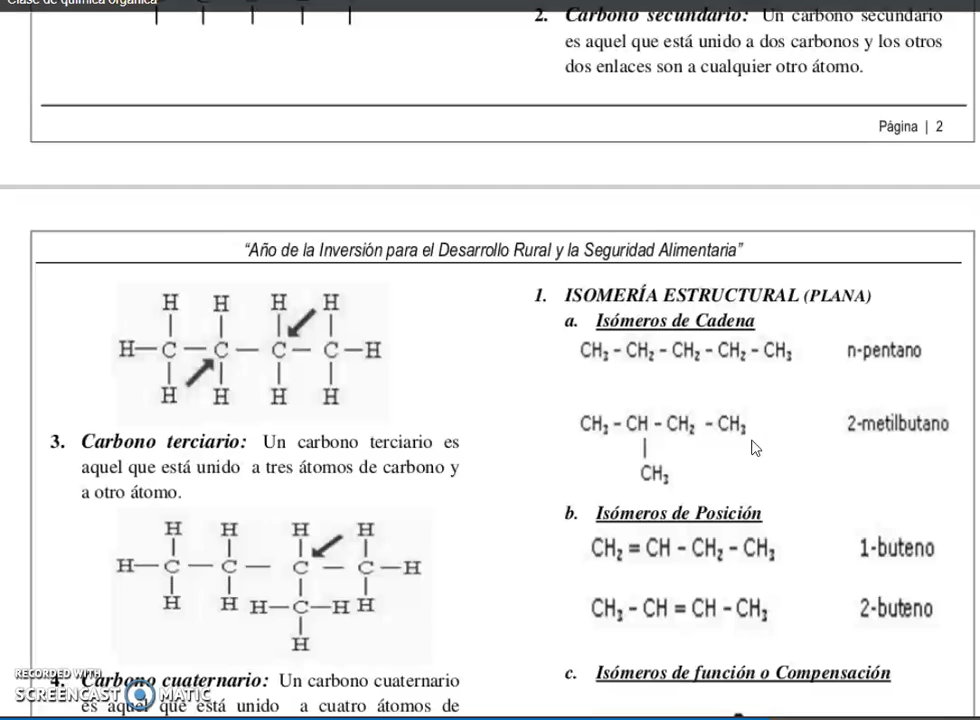 Clase de química orgánica
2. Carbono secundario: Un carbono secundario
es aquel que está unido a dos carbonos y los otros
dos enlaces son a cualquier otro átomo.
Página | 2
“Año de la Inversión para el Desarrollo Rural y la Seguridad Alimentaria”
H H H H
H—C—C—C—C—H
H H H H
3. Carbono terciario: Un carbono terciario es
aquel que está unido a tres átomos de carbono y
a otro átomo.
H H H H
H—C—C—C—C—H
H H H—C—H H
H
4. Carbono cuaternario: Un carbono cuaternario
es aquel que está unido a cuatro átomos de
1. ISOMERÍA ESTRUCTURAL (PLANA)
a. Isómeros de Cadena
CH₃ - CH₂ - CH₂ - CH₂ - CH₃ n-pentano
CH₃ - CH - CH₂ - CH₃ 2-metilbutano
|
CH₃
b. Isómeros de Posición
CH₂ = CH - CH₂ - CH₃ 1-buteno
CH₃ - CH = CH - CH₃ 2-buteno
c. Isómeros de función o Compensación
RECORDED WITH
SCREENCAST MATIC